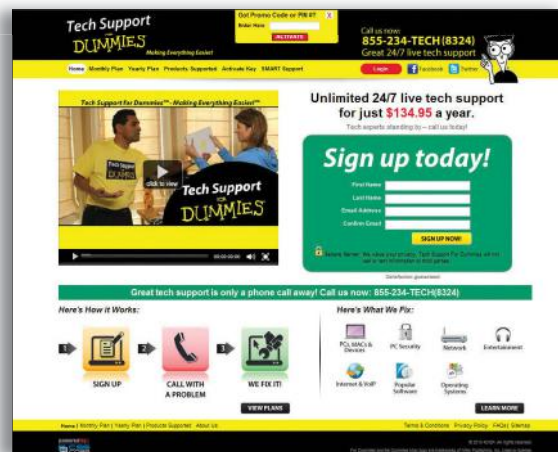 Tech Support
FOR
DUMMIES
Making Everything Easier!
Got Promo Code or PIN #? X
Enter Here
ACTIVATE
Call us now:
855-234-TECH(8324)
Great 24/7 live tech support
Home Monthly Plan Yearly Plan Products Supported Activate Key SMART Support
Login
Facebook
Twitter
Tech Support For Dummies™ - Making Everything Easier!™
click to view
Tech Support
FOR
DUMMIES
00:00/00:00
Unlimited 24/7 live tech support
for just $134.95 a year.
Tech experts standing by – call us today!
Sign up today!
First Name
Last Name
Email Address
Confirm Email
SIGN UP NOW!
Satisfaction guaranteed
Great tech support is only a phone call away! Call us now: 855-234-TECH(8324)
Here's How it Works:
1
2
3
SIGN UP
CALL WITH
A PROBLEM
WE FIX IT!
VIEW PLANS
Here's What We Fix:
PCs, MACs &
Devices
PC Security
Network
Entertainment
Internet & VoIP
Popular
Software
Operating
Systems
LEARN MORE
Home | Monthly Plan | Yearly Plan | Products Supported About Us
Terms & Conditions Privacy Policy FAQs | Sitemap